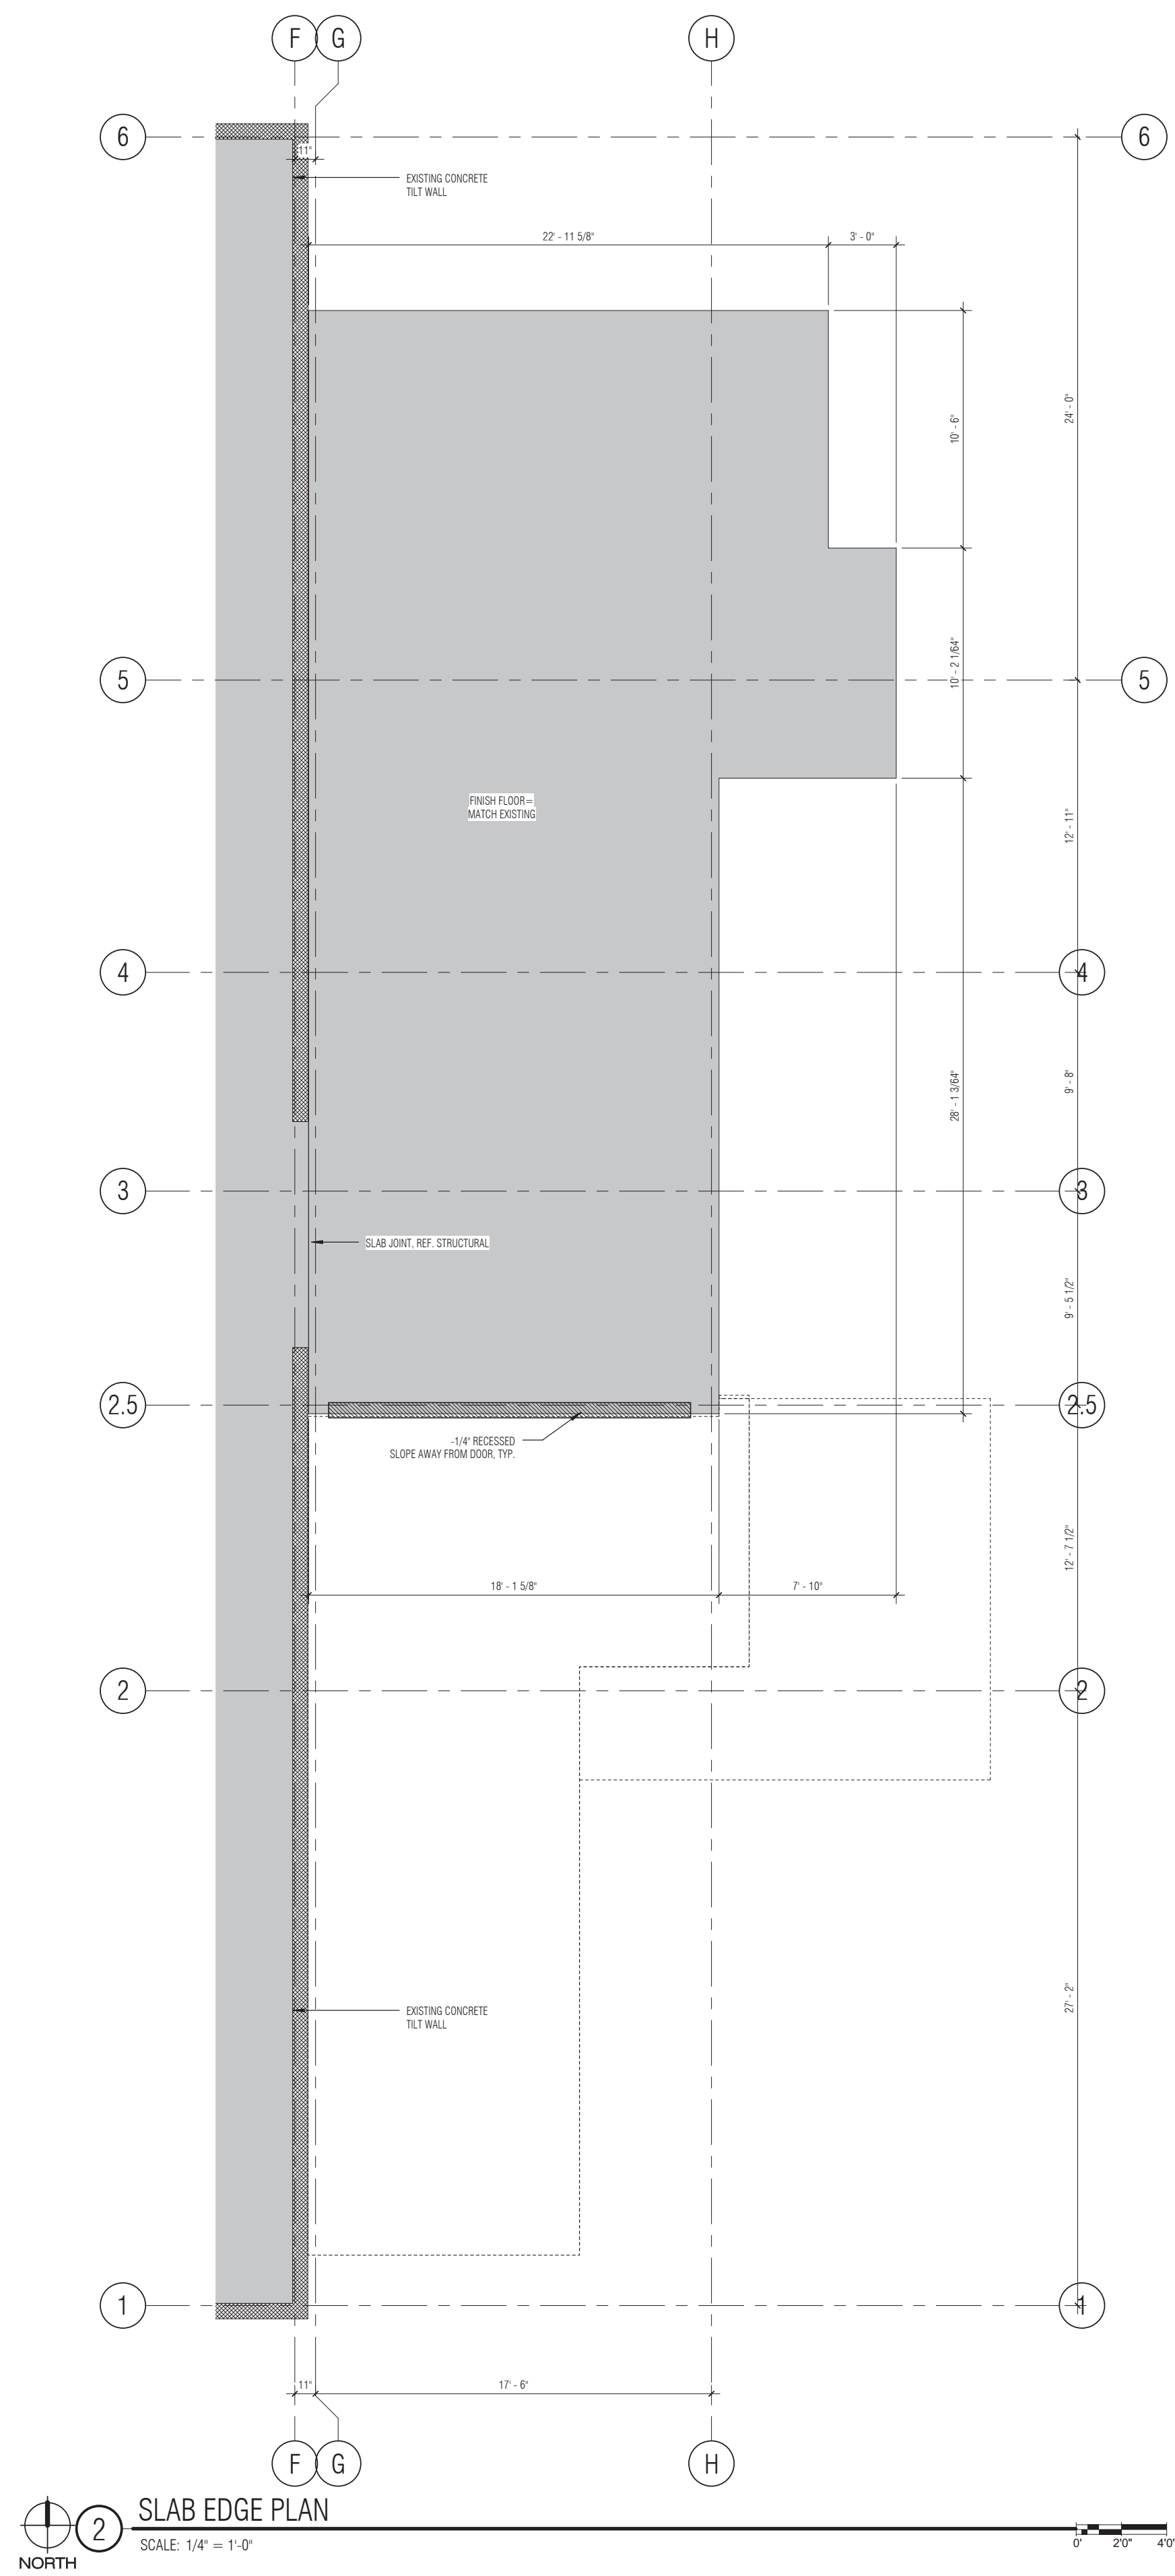 F
G
H
6
6
11"
EXISTING CONCRETE
TILT WALL
22' - 11 5/8"
3' - 0"
24' - 0"
10' - 6"
10' - 2 1/64"
5
5
FINISH FLOOR=
MATCH EXISTING
12' - 11"
4
4
28' - 1 3/64"
9' - 8"
3
3
SLAB JOINT, REF. STRUCTURAL
9' - 5 1/2"
2.5
2.5
-1/4" RECESSED
SLOPE AWAY FROM DOOR, TYP.
12' - 7 1/2"
18' - 1 5/8"
7' - 10"
2
2
EXISTING CONCRETE
TILT WALL
27' - 2"
1
1
11"
17' - 6"
F
G
H
2
SLAB EDGE PLAN
SCALE: 1/4" = 1'-0"
NORTH
0'
2'0"
4'0"